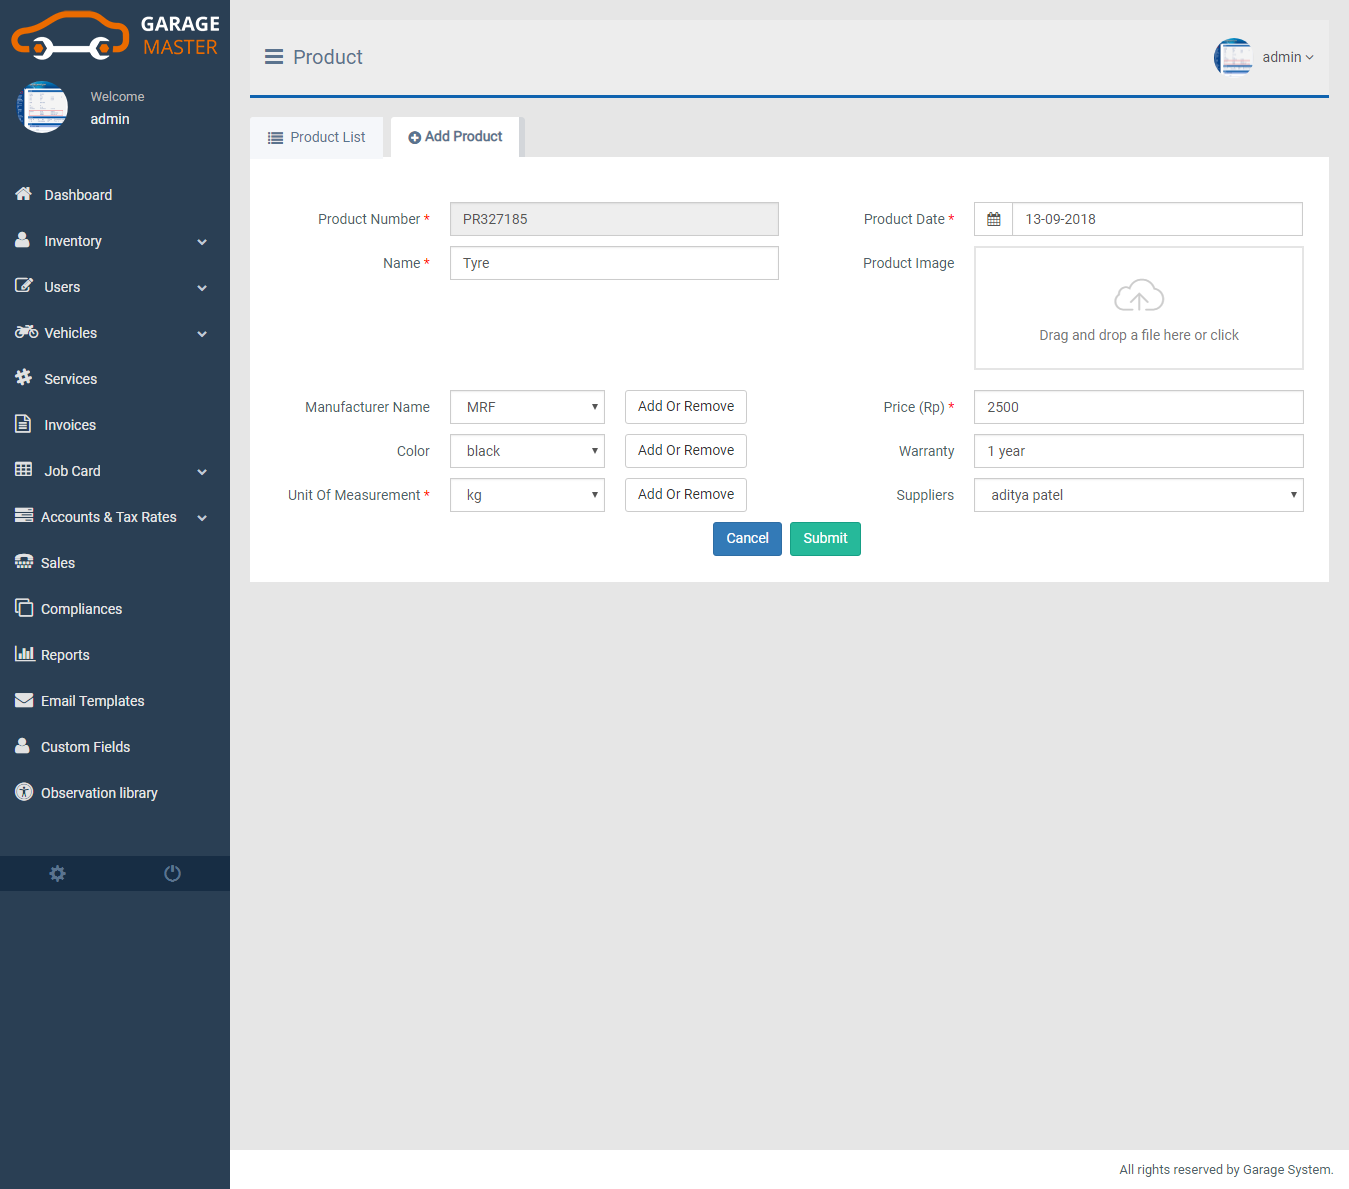 GARAGE
MASTER
Welcome
admin
Dashboard
Inventory
Users
Vehicles
Services
Invoices
Job Card
Accounts & Tax Rates
Sales
Compliances
Reports
Email Templates
Custom Fields
Observation library
Product
admin
Product List
Add Product
Product Number * PR327185
Product Date * 13-09-2018
Name * Tyre
Product Image
Drag and drop a file here or click
Manufacturer Name MRF Add Or Remove
Price (Rp) * 2500
Color black Add Or Remove
Warranty 1 year
Unit Of Measurement * kg Add Or Remove
Suppliers aditya patel
Cancel Submit
All rights reserved by Garage System.